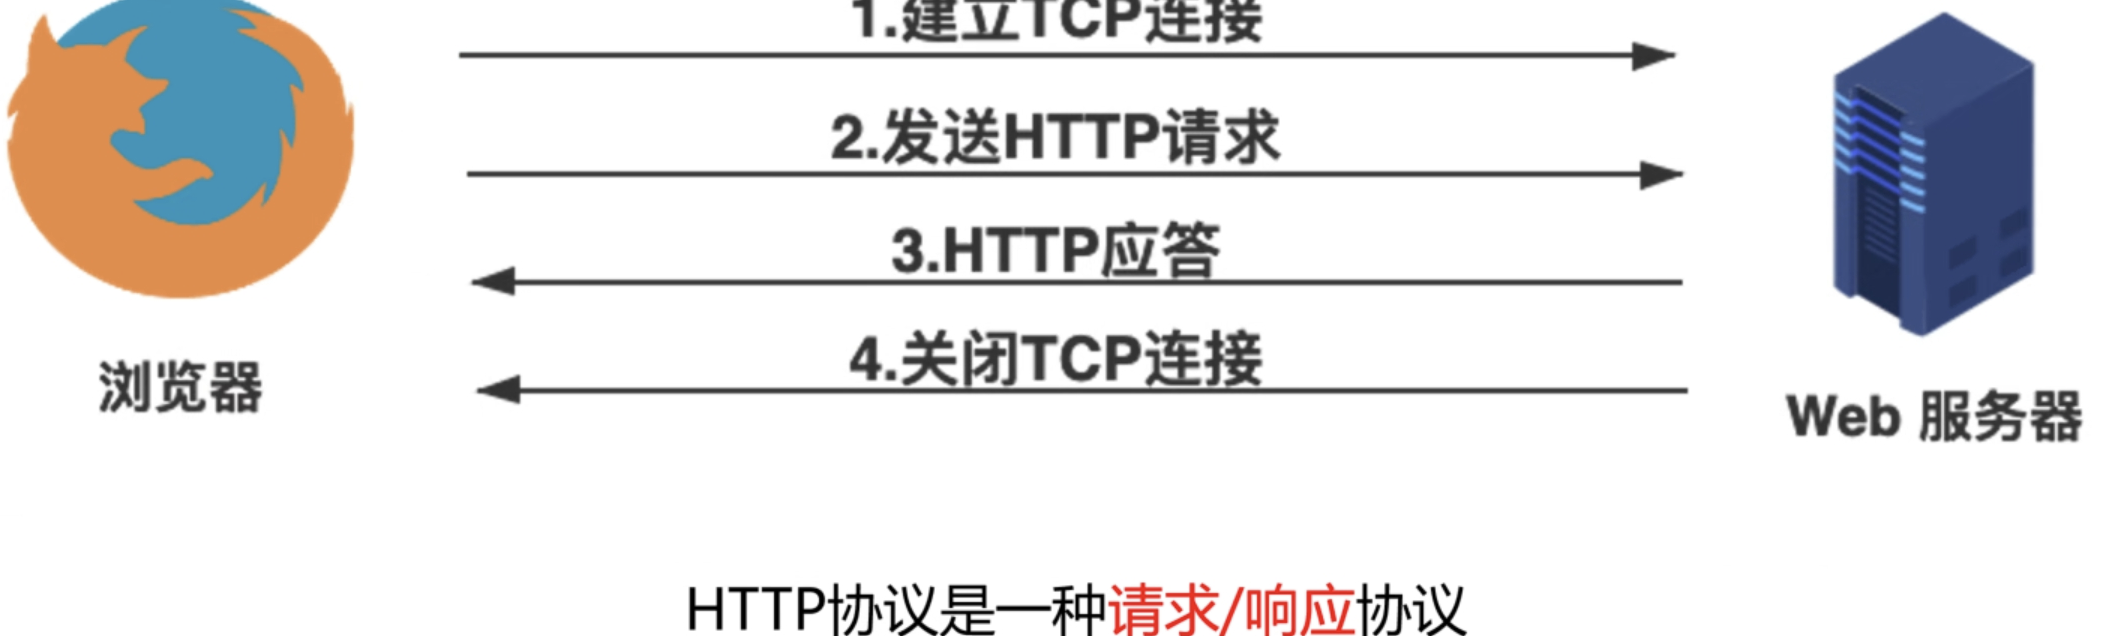 1.建立TCP连接
2.发送HTTP请求
3.HTTP应答
4.关闭TCP连接
浏览器
Web 服务器
HTTP协议是一种请求/响应协议